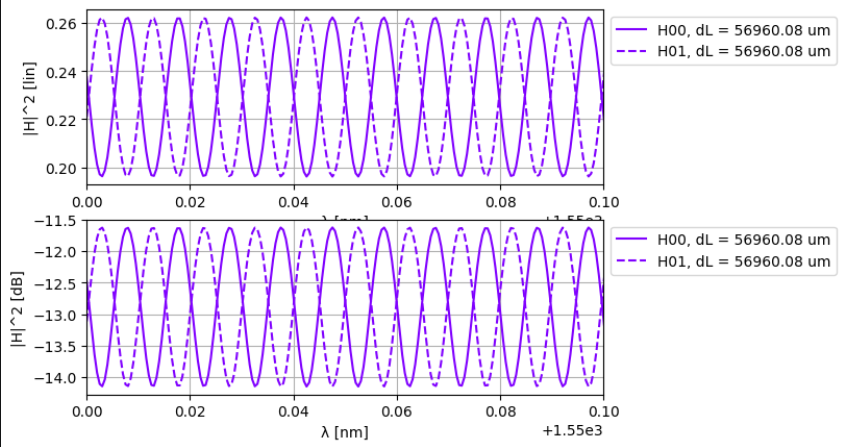 0.26
0.24
0.22
0.20
|H|^2 [lin]
0.00 0.02 0.04 0.06 0.08 0.10
λ [nm]
+1.55e3
H00, dL = 56960.08 um
H01, dL = 56960.08 um
−11.5
−12.0
−12.5
−13.0
−13.5
−14.0
|H|^2 [dB]
0.00 0.02 0.04 0.06 0.08 0.10
λ [nm]
+1.55e3
H00, dL = 56960.08 um
H01, dL = 56960.08 um